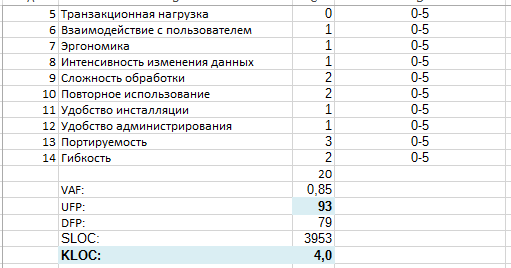 5 Транзакционная нагрузка 0 0-5
6 Взаимодействие с пользователем 1 0-5
7 Эргономика 1 0-5
8 Интенсивность изменения данных 1 0-5
9 Сложность обработки 2 0-5
10 Повторное использование 2 0-5
11 Удобство инсталляции 1 0-5
12 Удобство администрирования 1 0-5
13 Портируемость 3 0-5
14 Гибкость 2 0-5
20
VAF: 0,85
UFP: 93
DFP: 79
SLOC: 3953
KLOC: 4,0